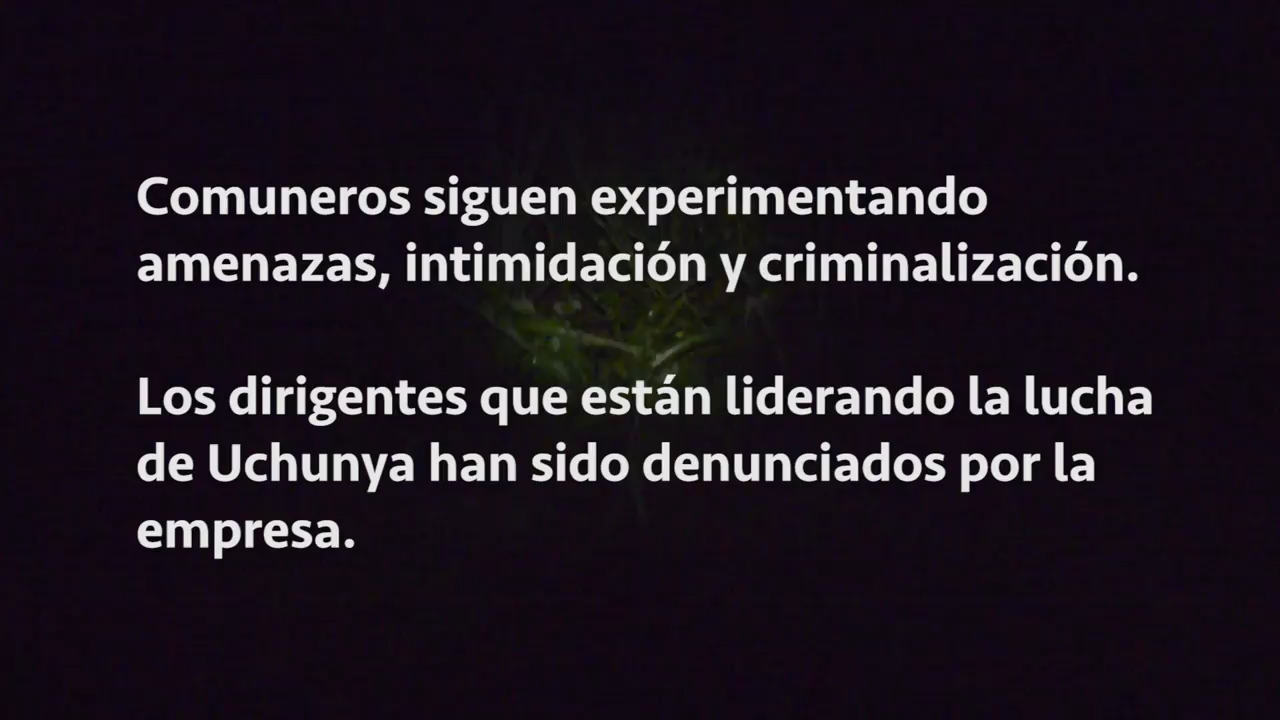 Comuneros siguen experimentando
amenazas, intimidación y criminalización.
Los dirigentes que están liderando la lucha
de Uchunya han sido denunciados por la
empresa.